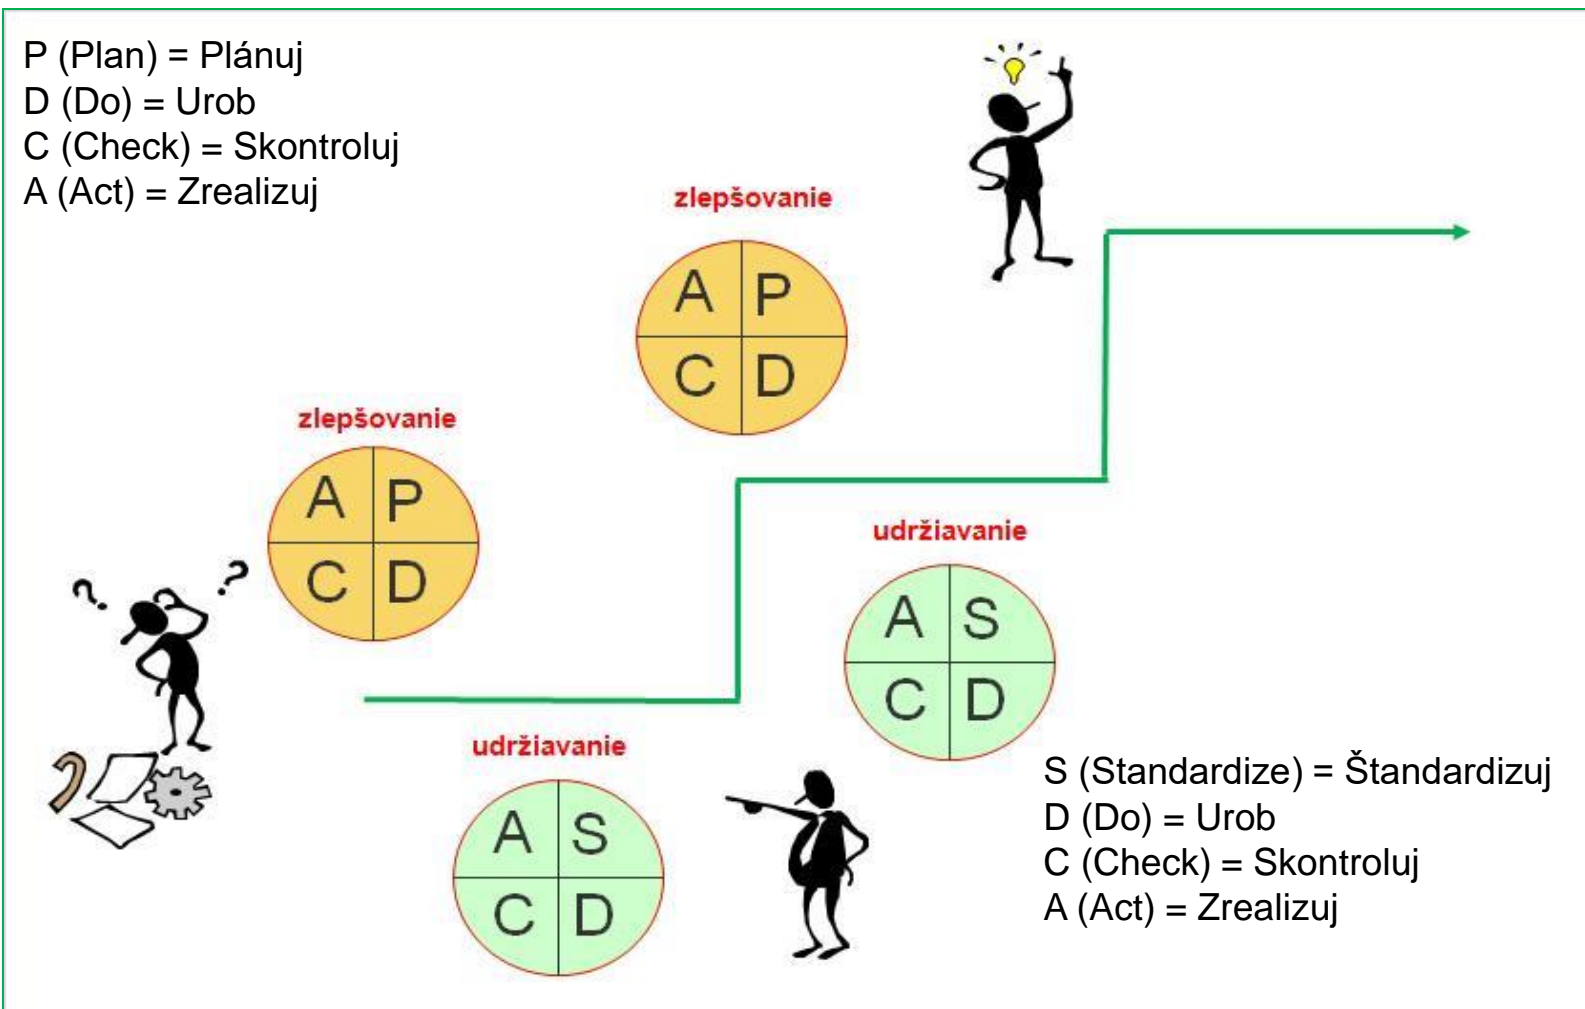 P (Plan) = Plánuj
D (Do) = Urob
C (Check) = Skontroluj
A (Act) = Zrealizuj
zlepšovanie
A P
C D
zlepšovanie
A P
C D
? ?
udržiavanie
A S
C D
udržiavanie
A S
C D
S (Standardize) = Štandardizuj
D (Do) = Urob
C (Check) = Skontroluj
A (Act) = Zrealizuj